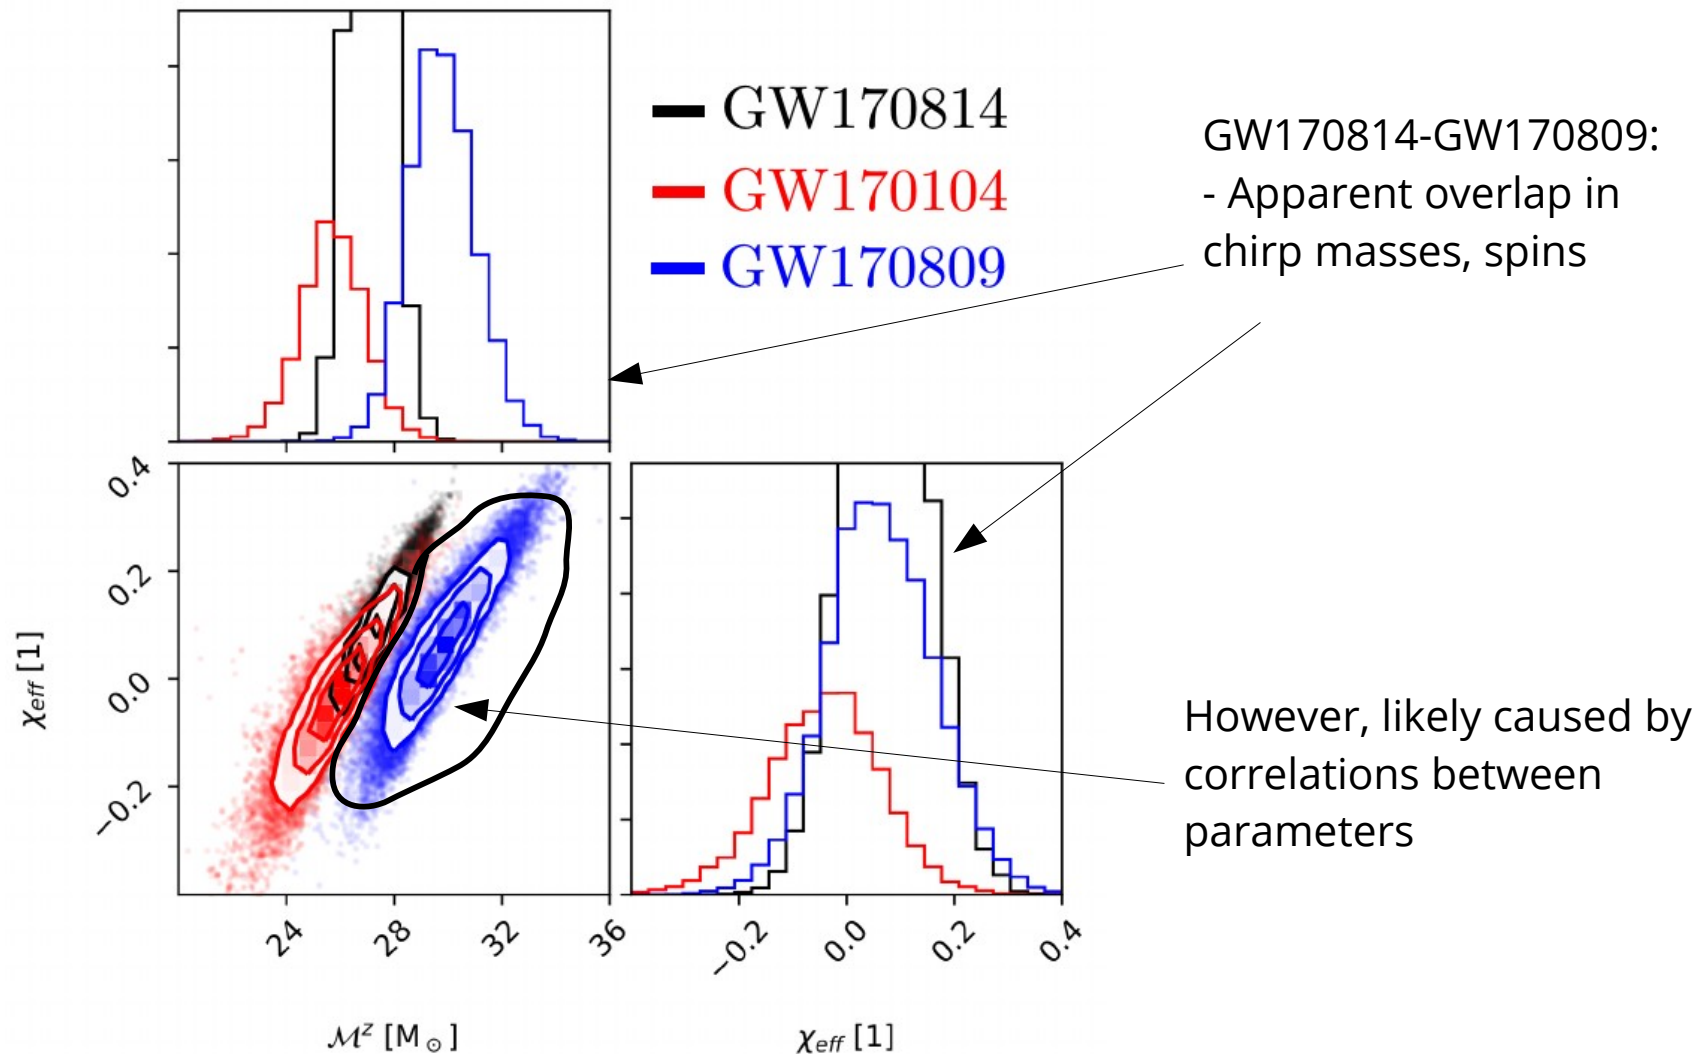 GW170814
GW170104
GW170809
GW170814-GW170809:
- Apparent overlap in
chirp masses, spins
However, likely caused by
correlations between
parameters
0.4
0.2
0.0
−0.2
χeff [1]
24
28
32
36
ℳᶻ [M⊙]
−0.2
0.0
0.2
0.4
χeff [1]